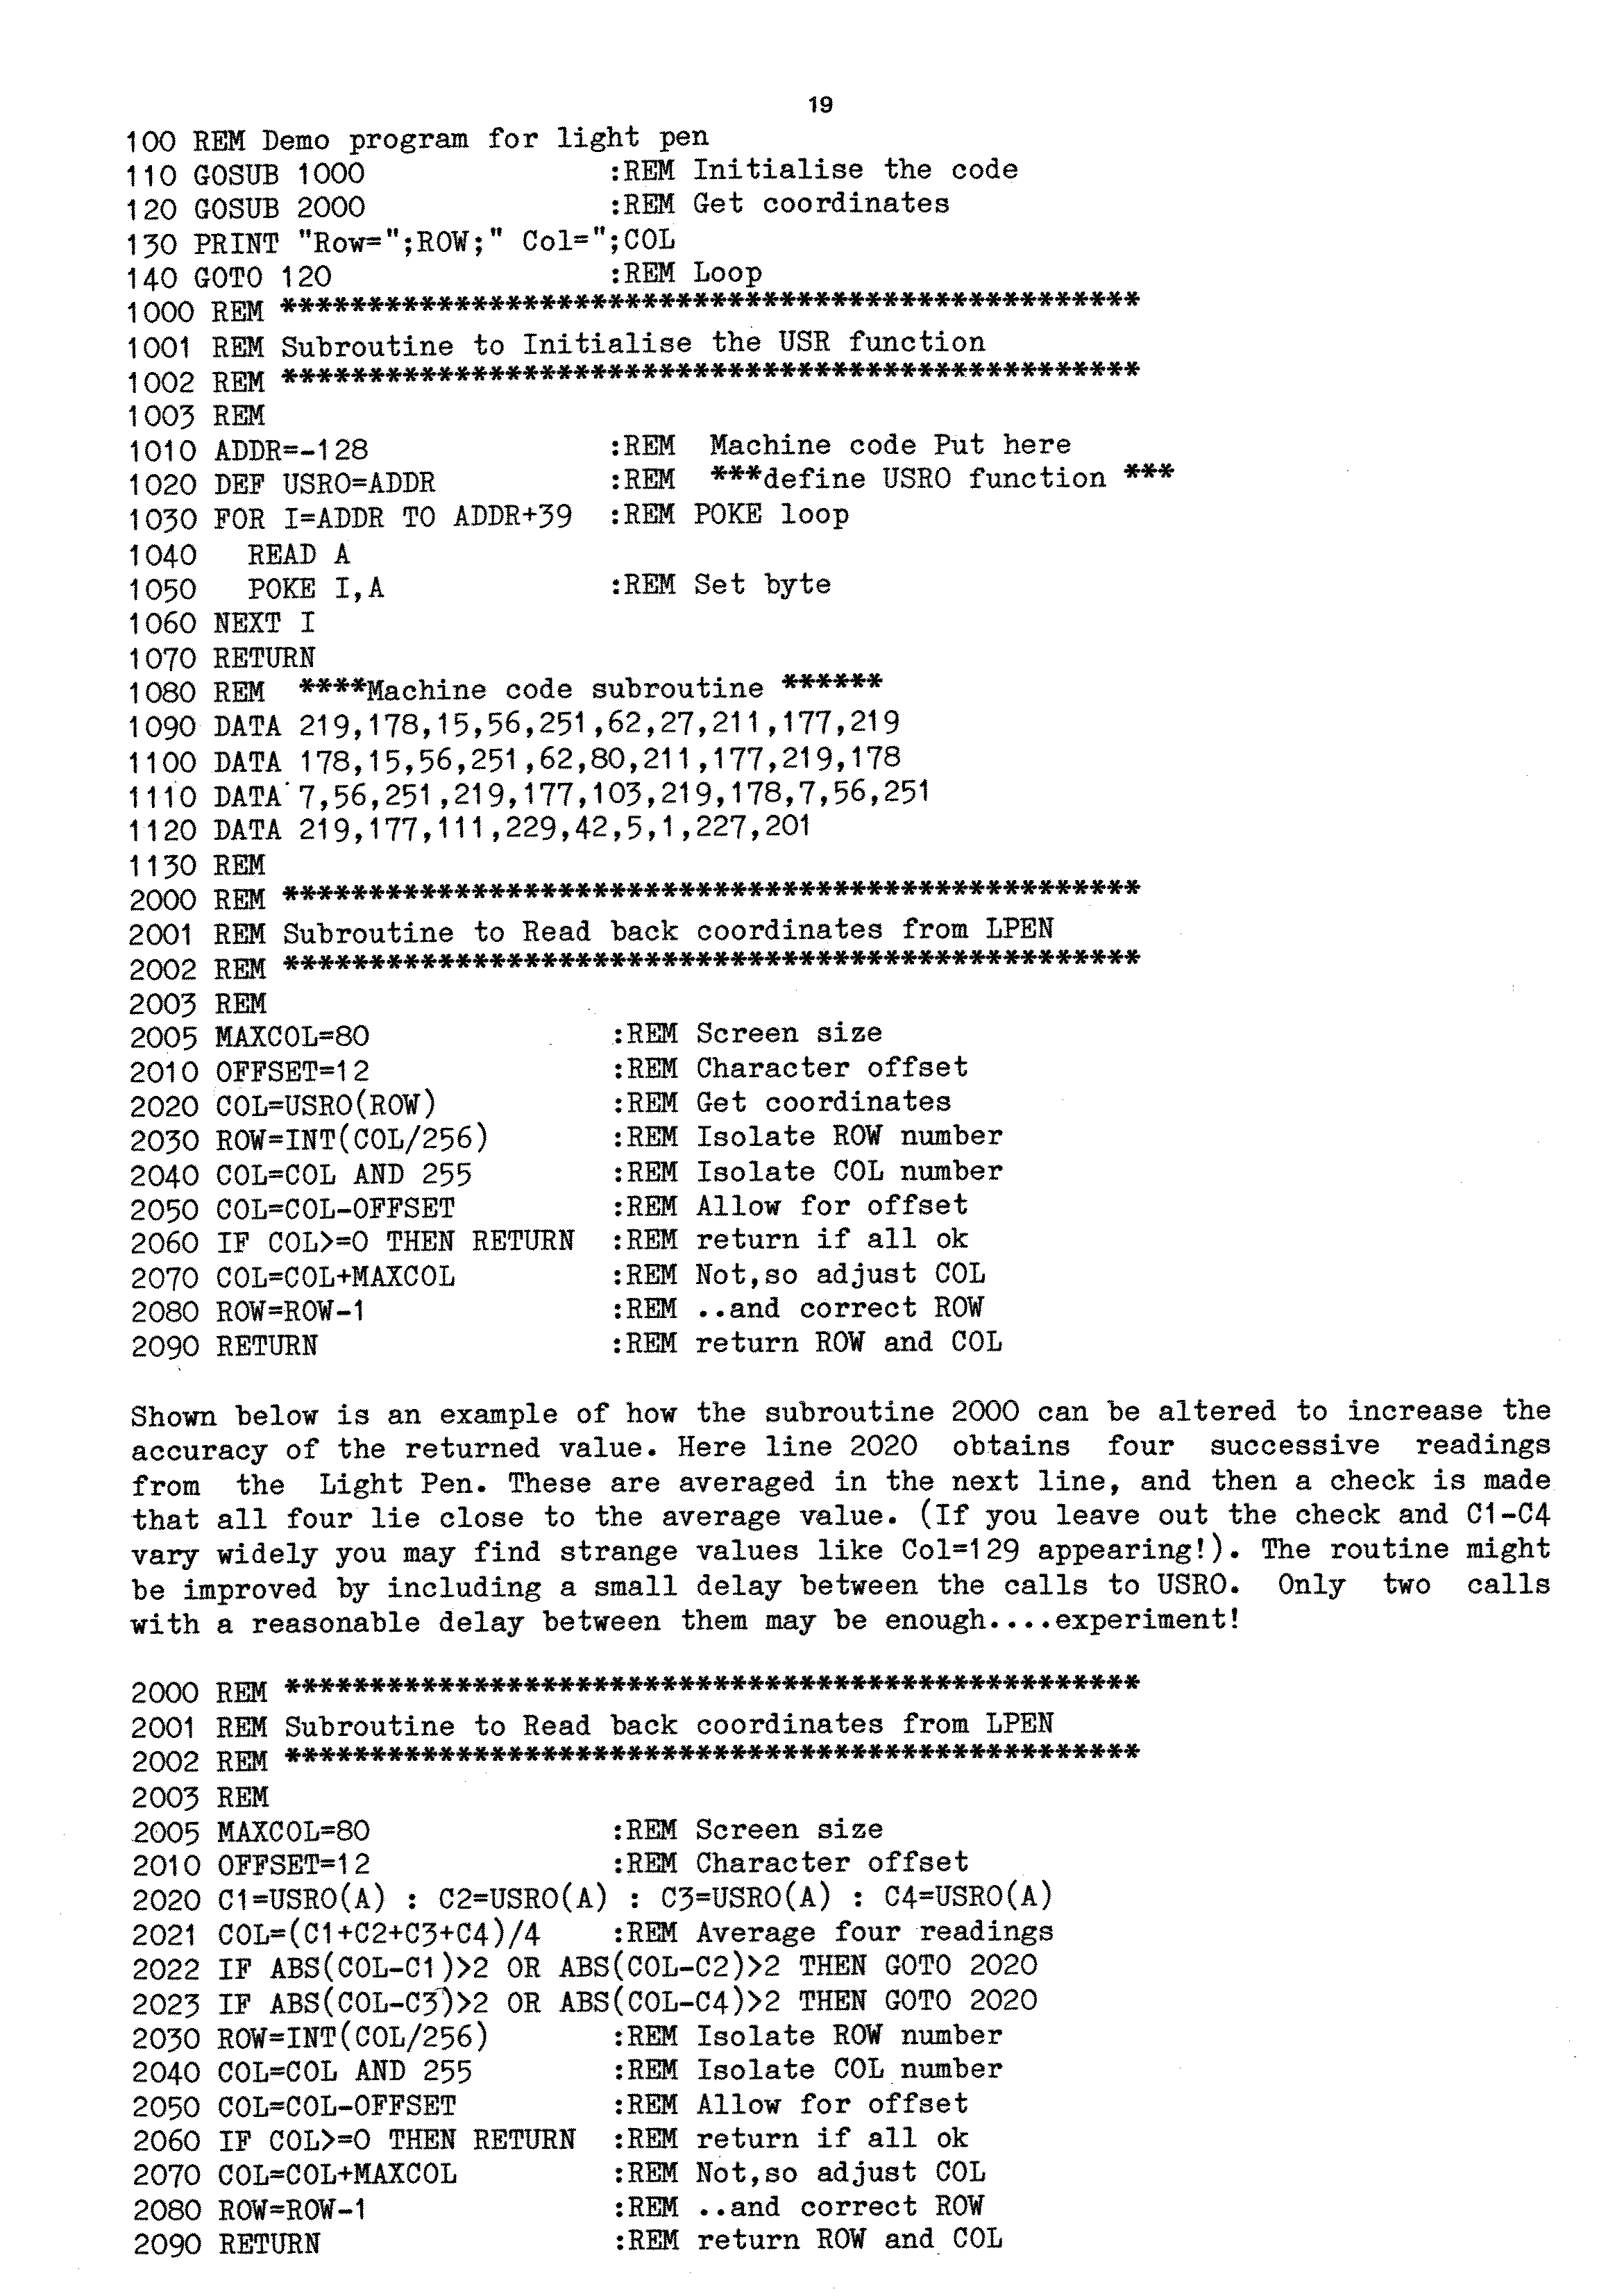 19
100 REM Demo program for light pen
110 GOSUB 1000 :REM Initialise the code
120 GOSUB 2000 :REM Get coordinates
130 PRINT "Row=";ROW;" Col=";COL
140 GOTO 120 :REM Loop
1000 REM **************************************************
1001 REM Subroutine to Initialise the USR function
1002 REM **************************************************
1003 REM
1010 ADDR=-128 :REM Machine code Put here
1020 DEF USR0=ADDR :REM ***define USR0 function ***
1030 FOR I=ADDR TO ADDR+39 :REM POKE loop
1040 READ A
1050 POKE I,A :REM Set byte
1060 NEXT I
1070 RETURN
1080 REM ****Machine code subroutine ******
1090 DATA 219,178,15,56,251,62,27,211,177,219
1100 DATA 178,15,56,251,62,80,211,177,219,178
1110 DATA 7,56,251,219,177,103,219,178,7,56,251
1120 DATA 219,177,111,229,42,5,1,227,201
1130 REM
2000 REM **************************************************
2001 REM Subroutine to Read back coordinates from LPEN
2002 REM **************************************************
2003 REM
2005 MAXCOL=80 :REM Screen size
2010 OFFSET=12 :REM Character offset
2020 COL=USR0(ROW) :REM Get coordinates
2030 ROW=INT(COL/256) :REM Isolate ROW number
2040 COL=COL AND 255 :REM Isolate COL number
2050 COL=COL-OFFSET :REM Allow for offset
2060 IF COL>=0 THEN RETURN :REM return if all ok
2070 COL=COL+MAXCOL :REM Not,so adjust COL
2080 ROW=ROW-1 :REM ..and correct ROW
2090 RETURN :REM return ROW and COL
Shown below is an example of how the subroutine 2000 can be altered to increase the
accuracy of the returned value. Here line 2020 obtains four successive readings
from the Light Pen. These are averaged in the next line, and then a check is made
that all four lie close to the average value. (If you leave out the check and C1-C4
vary widely you may find strange values like Col=129 appearing!). The routine might
be improved by including a small delay between the calls to USR0. Only two calls
with a reasonable delay between them may be enough....experiment!
2000 REM **************************************************
2001 REM Subroutine to Read back coordinates from LPEN
2002 REM **************************************************
2003 REM
2005 MAXCOL=80 :REM Screen size
2010 OFFSET=12 :REM Character offset
2020 C1=USR0(A) : C2=USR0(A) : C3=USR0(A) : C4=USR0(A)
2021 COL=(C1+C2+C3+C4)/4 :REM Average four readings
2022 IF ABS(COL-C1)>2 OR ABS(COL-C2)>2 THEN GOTO 2020
2023 IF ABS(COL-C3)>2 OR ABS(COL-C4)>2 THEN GOTO 2020
2030 ROW=INT(COL/256) :REM Isolate ROW number
2040 COL=COL AND 255 :REM Isolate COL number
2050 COL=COL-OFFSET :REM Allow for offset
2060 IF COL>=0 THEN RETURN :REM return if all ok
2070 COL=COL+MAXCOL :REM Not,so adjust COL
2080 ROW=ROW-1 :REM ..and correct ROW
2090 RETURN :REM return ROW and COL